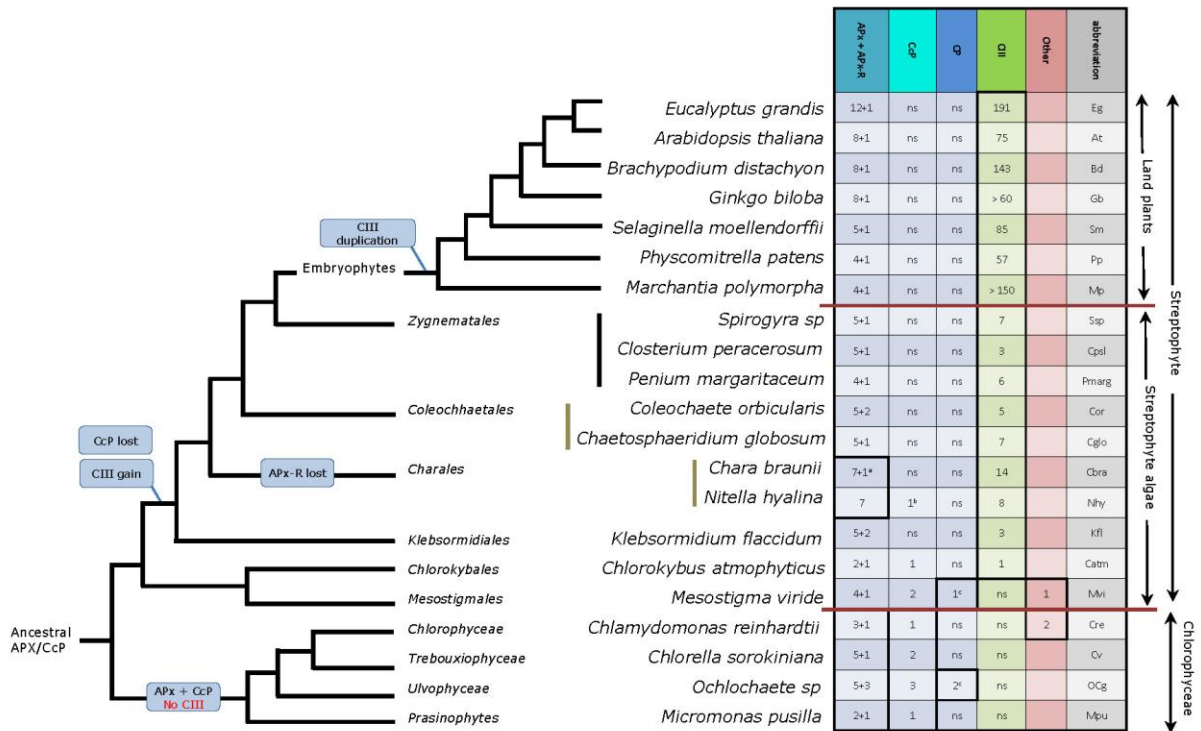 APx + APx-R CcP CP CIII Other abbreviation
Eucalyptus grandis 12+1 ns ns 191 Eg
Arabidopsis thaliana 8+1 ns ns 75 At
Brachypodium distachyon 8+1 ns ns 143 Bd
Ginkgo biloba 8+1 ns ns > 60 Gb
Selaginella moellendorffii 5+1 ns ns 85 Sm
Physcomitrella patens 4+1 ns ns 57 Pp
Marchantia polymorpha 4+1 ns ns > 150 Mp
Land plants
CIII
duplication
Embryophytes
Zygnematales
Spirogyra sp 5+1 ns ns 7 Ssp
Closterium peracerosum 5+1 ns ns 3 Cpsl
Penium margaritaceum 4+1 ns ns 6 Pmarg
Coleochhaetales
Coleochaete orbicularis 5+2 ns ns 5 Cor
Chaetosphaeridium globosum 5+1 ns ns 7 Cglo
CcP lost
CIII gain
APx-R lost
Charales
Chara braunii 7+1ª ns ns 14 Cbra
Nitella hyalina 7 1ᵇ ns 8 Nhy
Klebsormidiales
Klebsormidium flaccidum 5+2 ns ns 3 Kfl
Chlorokybales
Chlorokybus atmophyticus 2+1 1 ns 1 Catm
Mesostigmales
Mesostigma viride 4+1 2 1ᶜ ns 1 Mvi
Streptophyte algae
Streptophyte
Ancestral
APX/CcP
APx + CcP
No CIII
Chlorophyceae
Chlamydomonas reinhardtii 3+1 1 ns ns 2 Cre
Trebouxiophyceae
Chlorella sorokiniana 5+1 2 ns ns Cv
Ulvophyceae
Ochlochaete sp 5+3 3 2ᶜ ns OCg
Prasinophytes
Micromonas pusilla 2+1 1 ns ns Mpu
Chlorophyceae